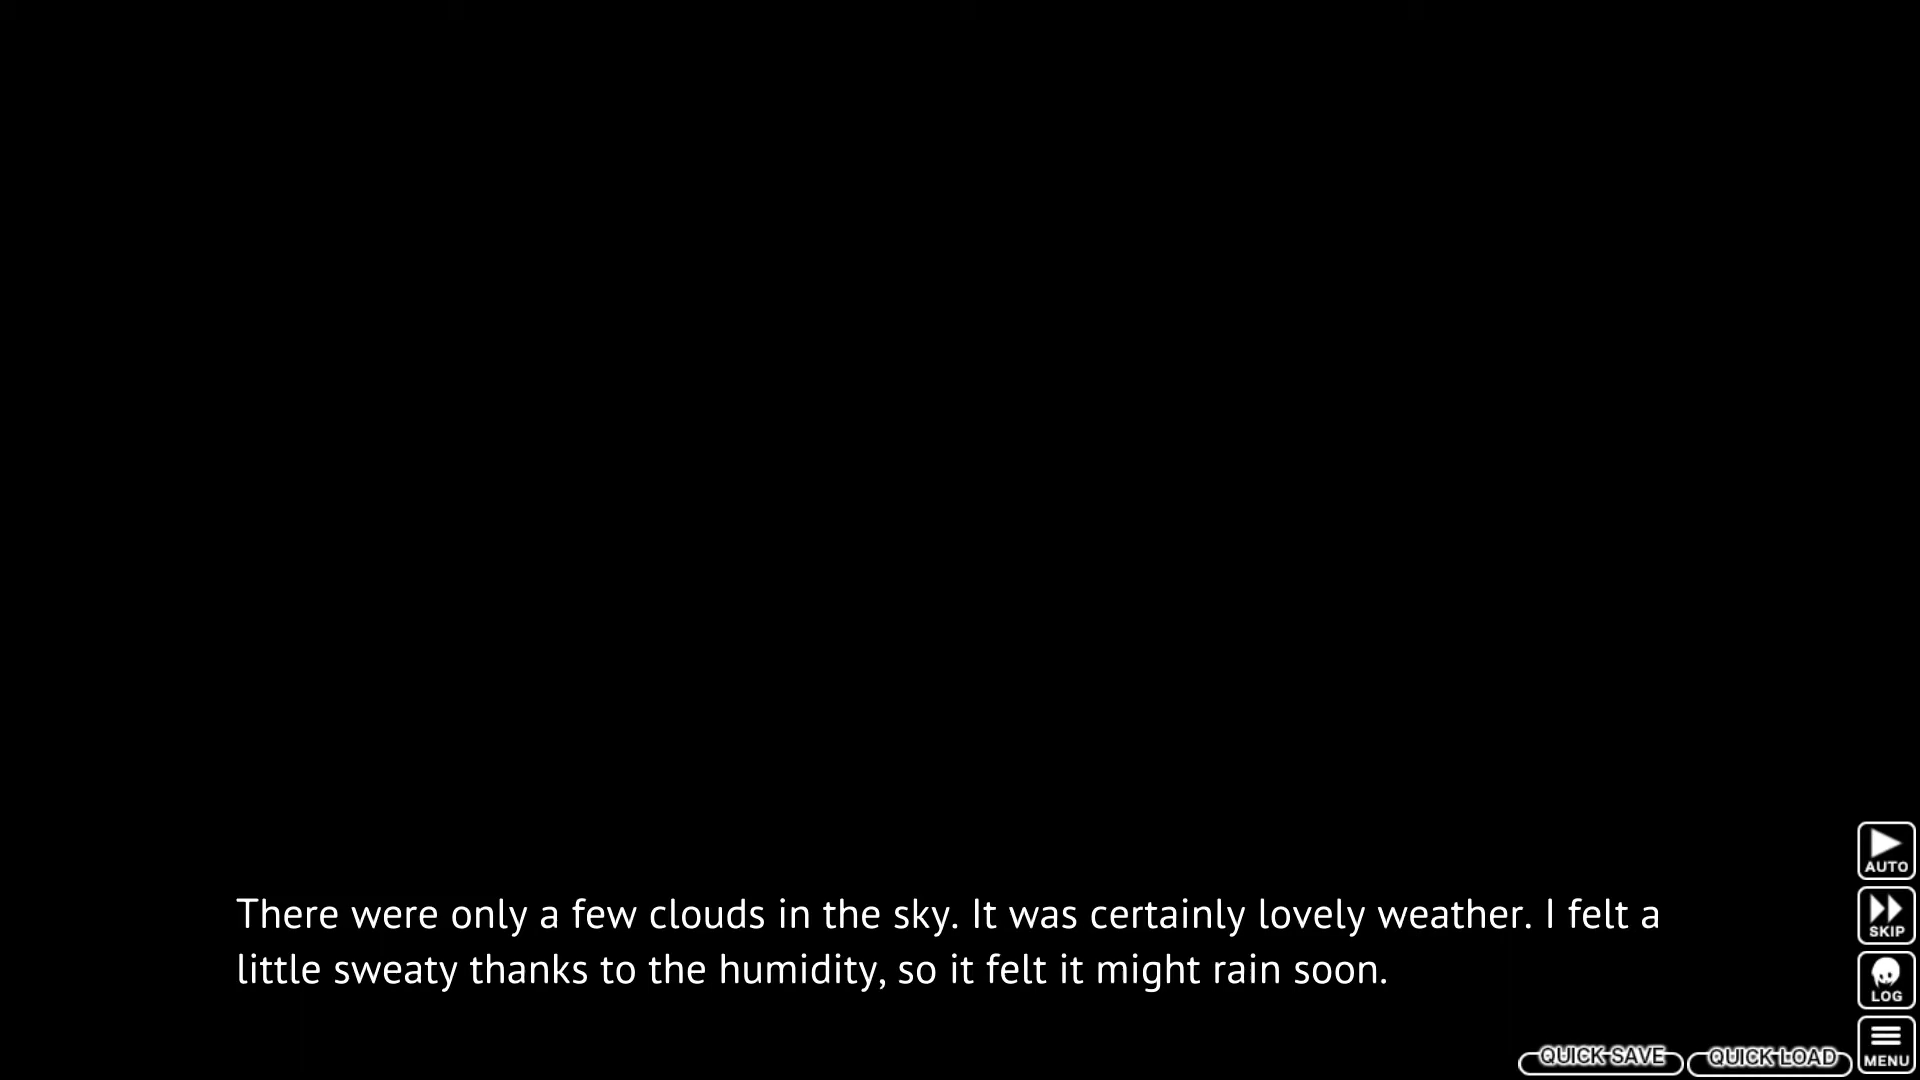 There were only a few clouds in the sky. It was certainly lovely weather. I felt a
little sweaty thanks to the humidity, so it felt it might rain soon.
AUTO
SKIP
LOG
MENU
QUICK SAVE
QUICK LOAD